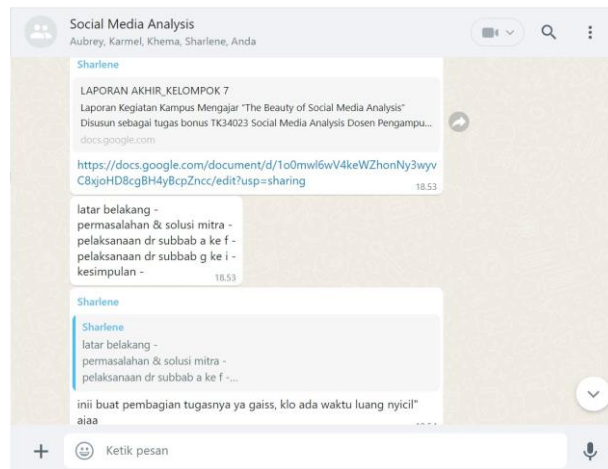 Social Media Analysis
Aubrey, Karmel, Khema, Sharlene, Anda
Sharlene
LAPORAN AKHIR_KELOMPOK 7
Laporan Kegiatan Kampus Mengajar "The Beauty of Social Media Analysis"
Disusun sebagai tugas bonus TK34023 Social Media Analysis Dosen Pengampu...
docs.google.com
https://docs.google.com/document/d/1o0mwl6wV4keWZhonNy3wyv
C8xjoHD8cgBH4yBcpZncc/edit?usp=sharing
18.53
latar belakang -
permasalahan & solusi mitra -
pelaksanaan dr subbab a ke f -
pelaksanaan dr subbab g ke i -
kesimpulan -
18.53
Sharlene
Sharlene
latar belakang -
permasalahan & solusi mitra -
pelaksanaan dr subbab a ke f -...
inii buat pembagian tugasnya ya gaiss, klo ada waktu luang nyicil"
ajaa
Ketik pesan